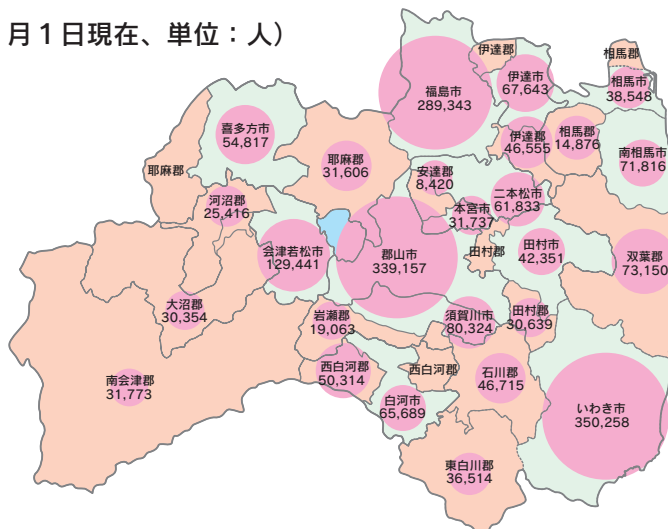 月1日現在、単位：人）
伊達郡
相馬郡
福島市
289,343
伊達市
67,643
相馬市
38,548
喜多方市
54,817
伊達郡
46,555
相馬郡
14,876
南相馬市
71,816
耶麻郡
耶麻郡
31,606
安達郡
8,420
二本松市
61,833
河沼郡
25,416
本宮市
31,737
会津若松市
129,441
郡山市
339,157
田村郡
田村市
42,351
双葉郡
73,150
大沼郡
30,354
岩瀬郡
19,063
須賀川市
80,324
田村郡
30,639
南会津郡
31,773
西白河郡
50,314
西白河郡
石川郡
46,715
白河市
65,689
いわき市
350,258
東白川郡
36,514